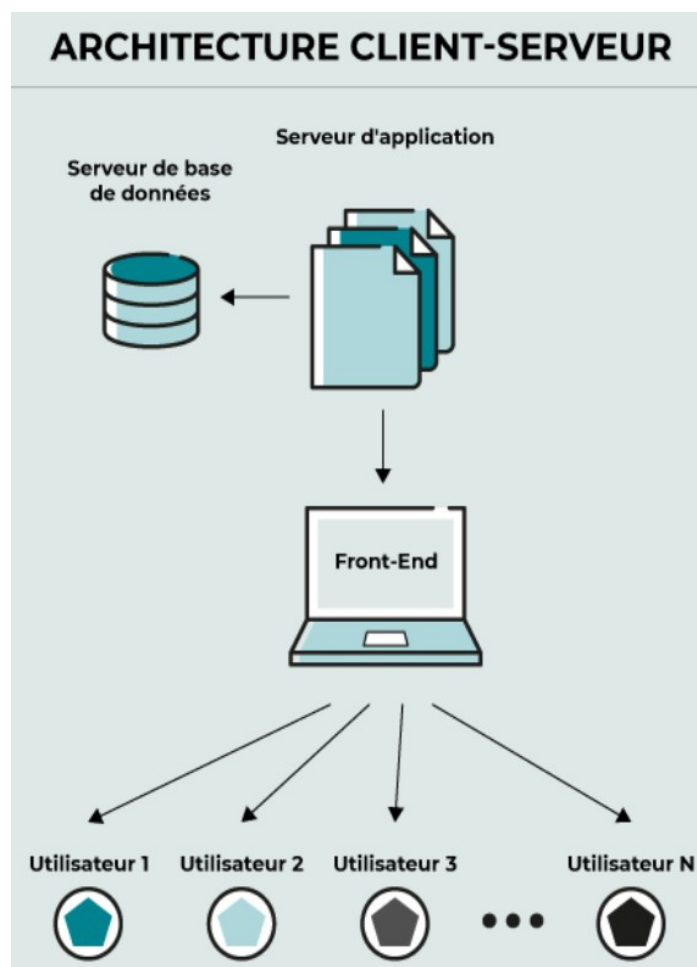 ARCHITECTURE CLIENT-SERVEUR
Serveur d'application
Serveur de base
de données
Front-End
Utilisateur 1
Utilisateur 2
Utilisateur 3
Utilisateur N